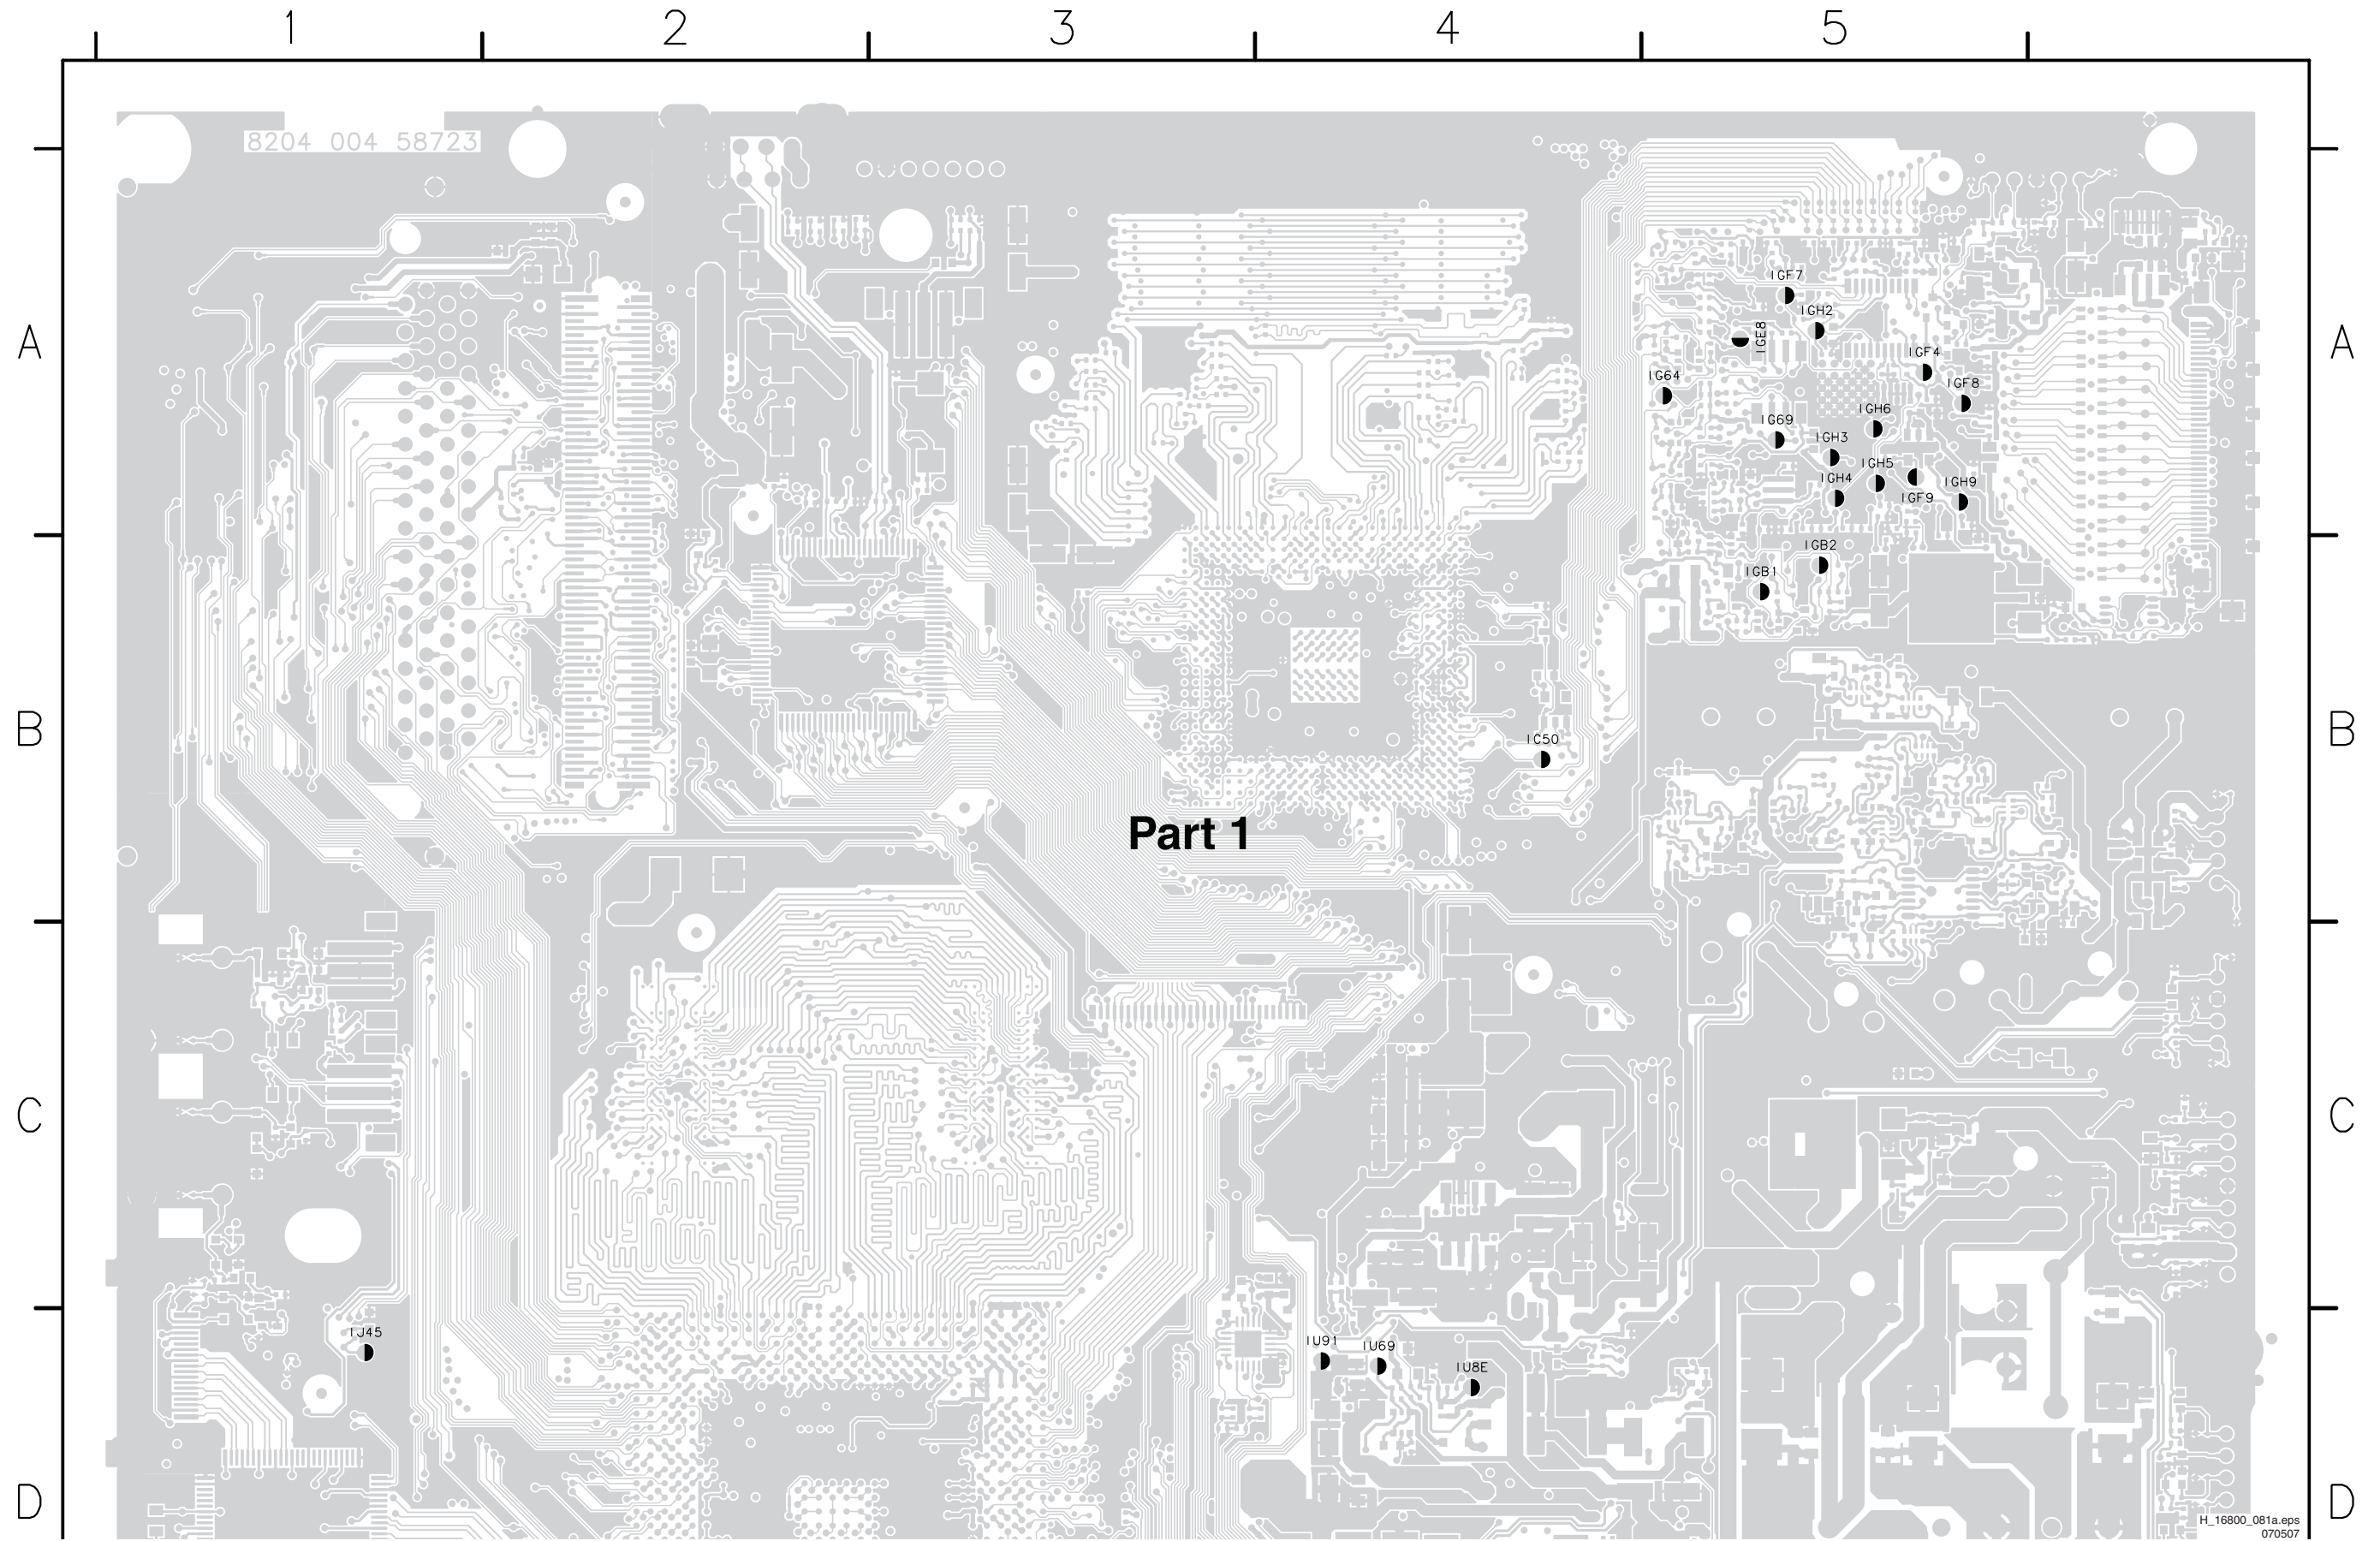 1 2 3 4 5
8204 004 58723
IGF7
IGH2
IGE8
A A
IGF4
IG64
IGF8
IGH6
IG69
IGH3
IGH5
IGH4
IGH9
IGF9
IGB2
IGB1
B B
IC50
Part 1
C C
IJ45
IU91
IU69
IU8E
D D
H_16800_081a.eps
070507